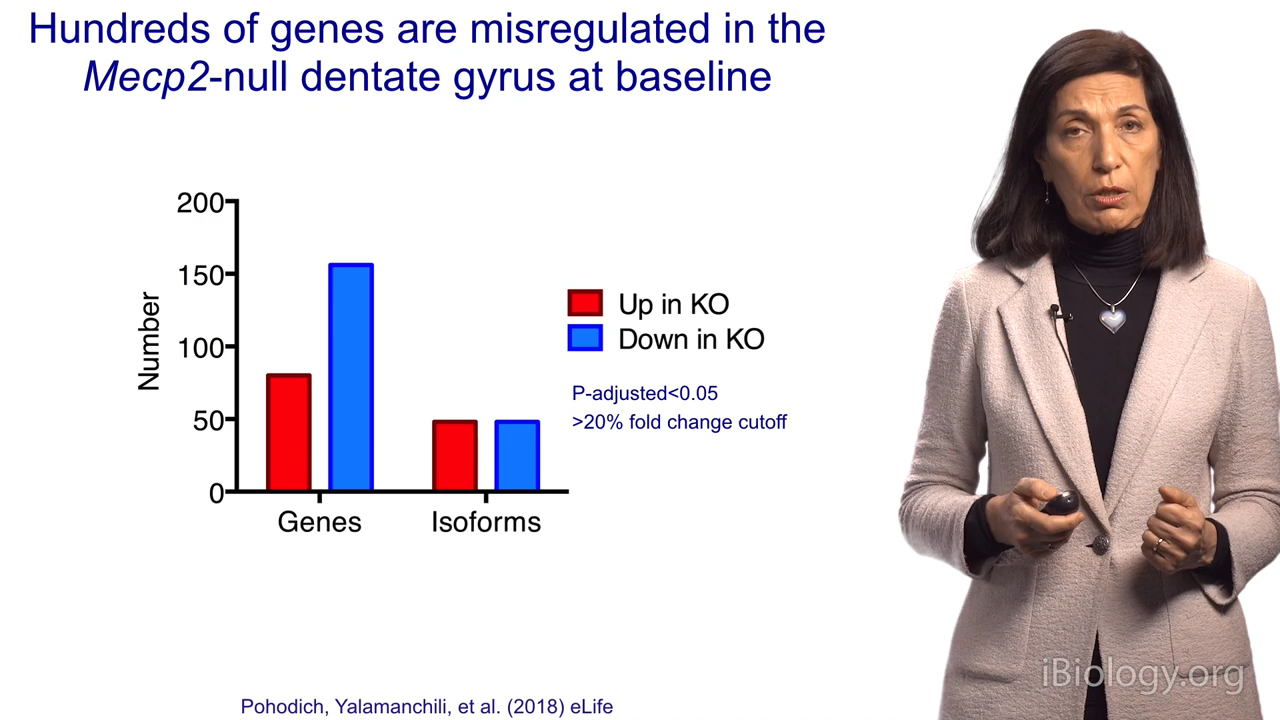 Hundreds of genes are misregulated in the
Mecp2-null dentate gyrus at baseline
200
150
100
50
0
Number
Genes
Isoforms
Up in KO
Down in KO
P-adjusted<0.05
>20% fold change cutoff
Pohodich, Yalamanchili, et al. (2018) eLife
iBiology.org